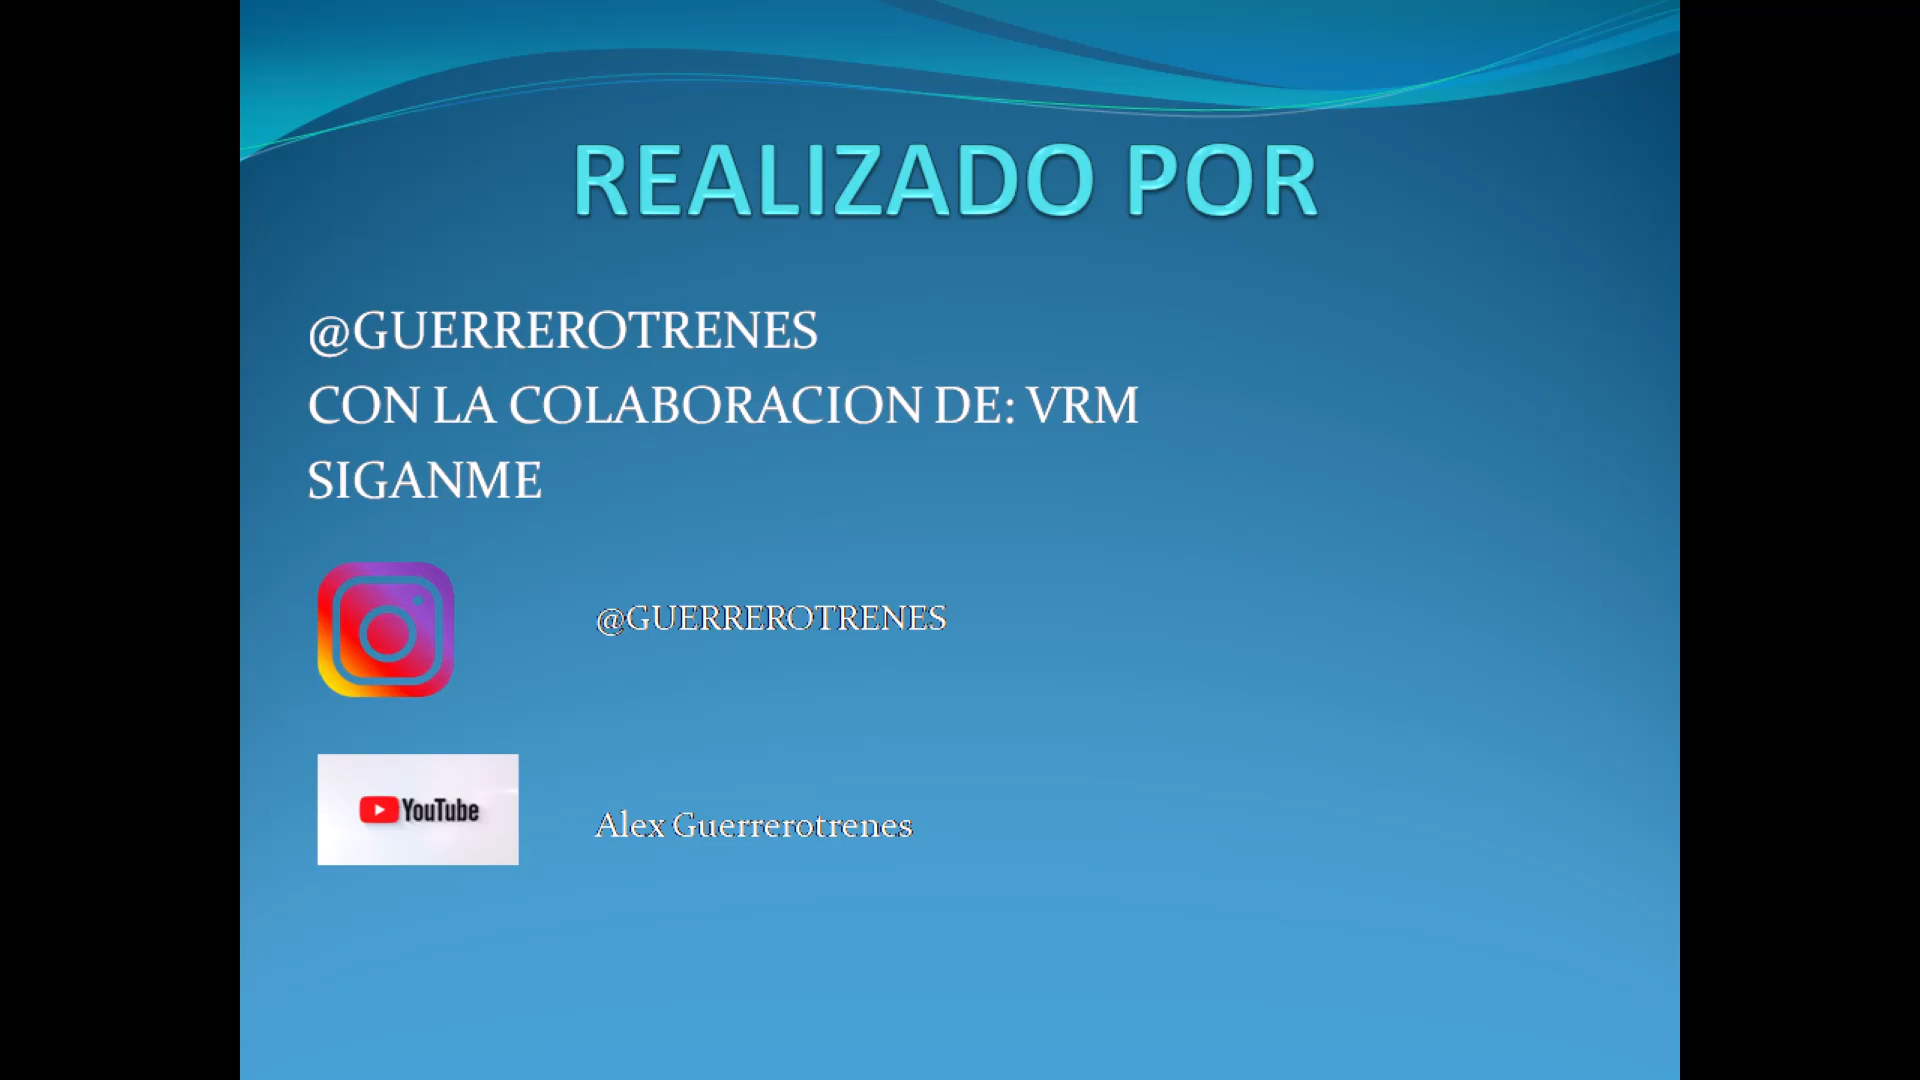 REALIZADO POR
@GUERREROTRENES
CON LA COLABORACION DE: VRM
SIGANME
@GUERREROTRENES
YouTube
Alex Guerrerotrenes